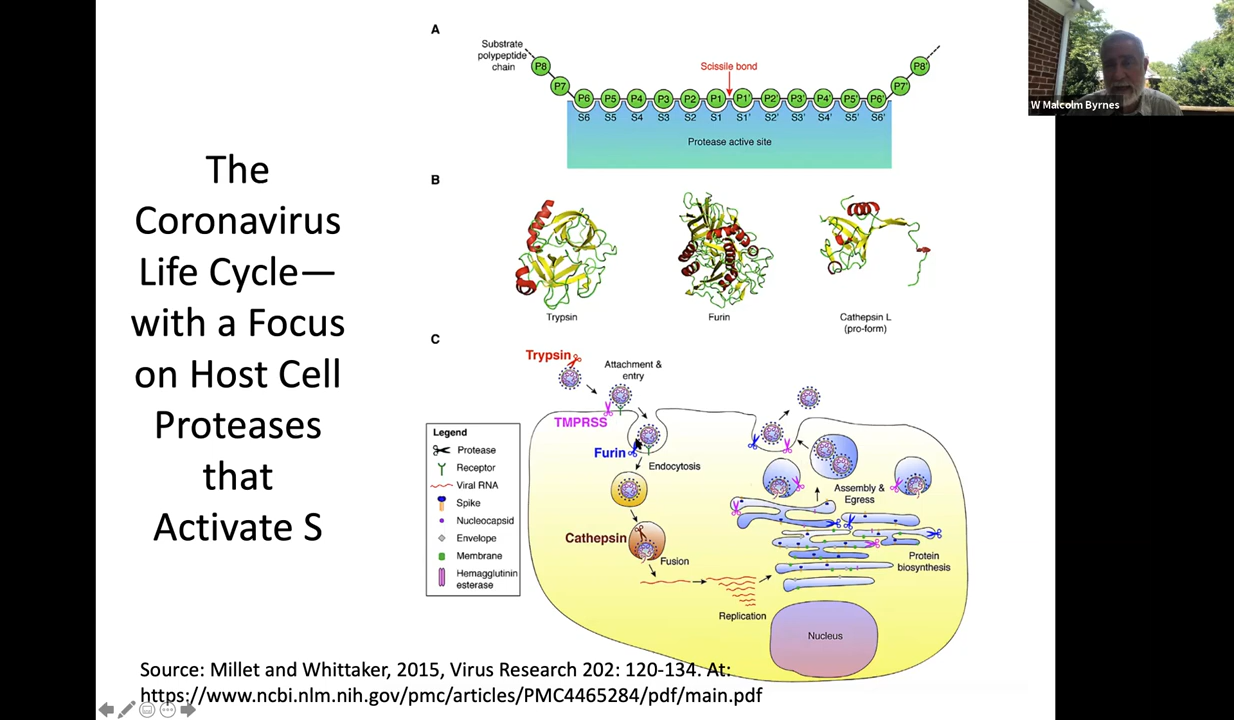 The
Coronavirus
Life Cycle—
with a Focus
on Host Cell
Proteases
that
Activate S
A
Substrate
polypeptide
chain
Scissile bond
P8 P7 P6 P5 P4 P3 P2 P1 P1' P2' P3' P4' P5' P6' P7' P8'
S6 S5 S4 S3 S2 S1 S1' S2' S3' S4' S5' S6'
Protease active site
B
Trypsin
Furin
Cathepsin L
(pro-form)
C
Trypsin
Attachment &
entry
TMPRSS
Furin
Endocytosis
Cathepsin
Fusion
Replication
Assembly &
Egress
Protein
biosynthesis
Nucleus
Legend
Protease
Receptor
Viral RNA
Spike
Nucleocapsid
Envelope
Membrane
Hemagglutinin
esterase
Source: Millet and Whittaker, 2015, Virus Research 202: 120-134. At:
https://www.ncbi.nlm.nih.gov/pmc/articles/PMC4465284/pdf/main.pdf
W Malcolm Byrnes